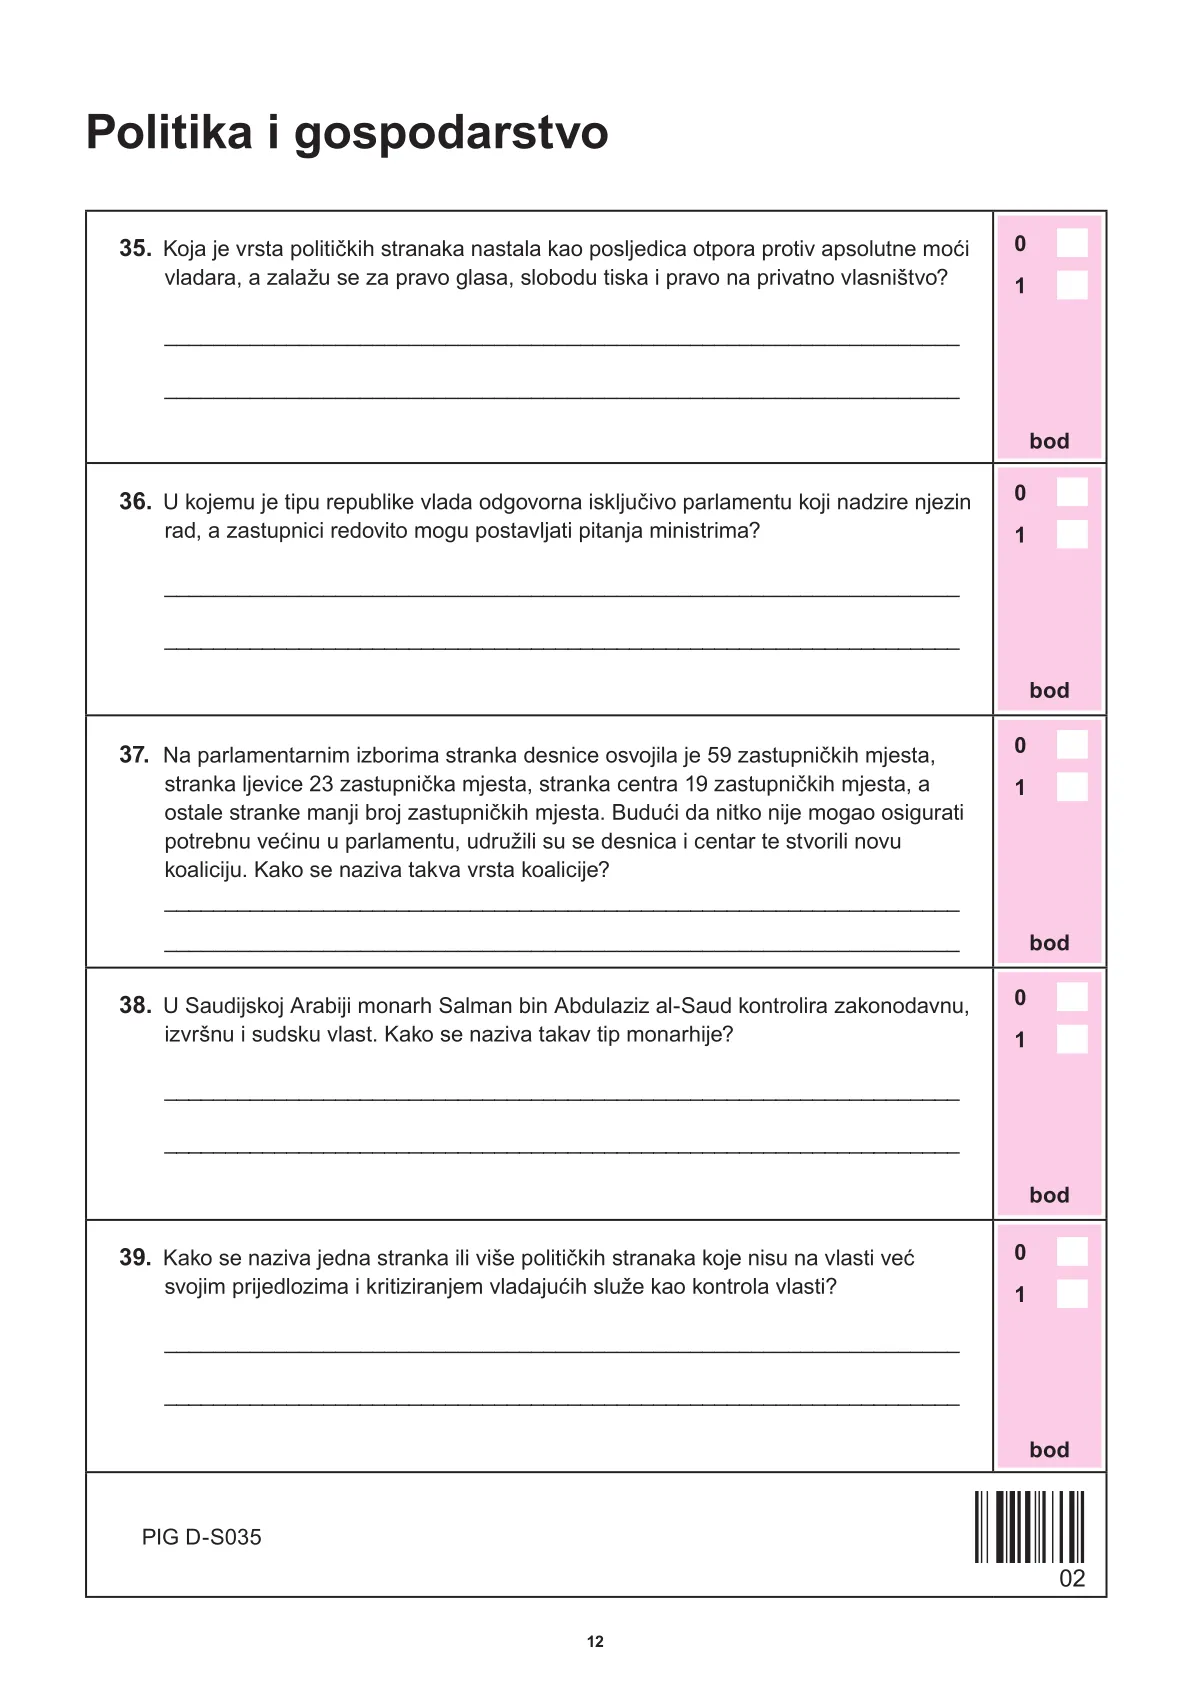 Politika i gospodarstvo
35. Koja je vrsta političkih stranaka nastala kao posljedica otpora protiv apsolutne moći
vladara, a zalažu se za pravo glasa, slobodu tiska i pravo na privatno vlasništvo?
0
1
bod
36. U kojemu je tipu republike vlada odgovorna isključivo parlamentu koji nadzire njezin
rad, a zastupnici redovito mogu postavljati pitanja ministrima?
0
1
bod
37. Na parlamentarnim izborima stranka desnice osvojila je 59 zastupničkih mjesta,
stranka ljevice 23 zastupnička mjesta, stranka centra 19 zastupničkih mjesta, a
ostale stranke manji broj zastupničkih mjesta. Budući da nitko nije mogao osigurati
potrebnu većinu u parlamentu, udružili su se desnica i centar te stvorili novu
koaliciju. Kako se naziva takva vrsta koalicije?
0
1
bod
38. U Saudijskoj Arabiji monarh Salman bin Abdulaziz al-Saud kontrolira zakonodavnu,
izvršnu i sudsku vlast. Kako se naziva takav tip monarhije?
0
1
bod
39. Kako se naziva jedna stranka ili više političkih stranaka koje nisu na vlasti već
svojim prijedlozima i kritiziranjem vladajućih služe kao kontrola vlasti?
0
1
bod
PIG D-S035
02
12